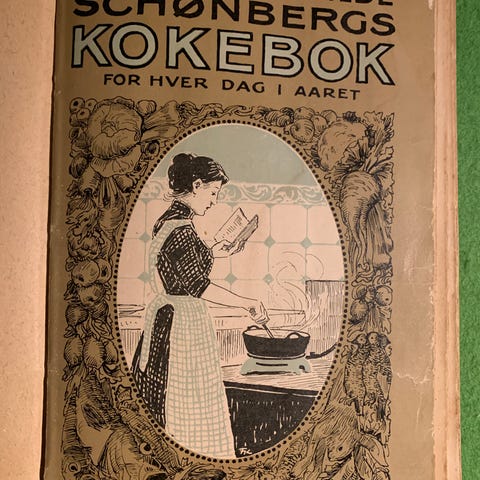 SCHØNBERGS
KOKEBOK
FOR HVER DAG I AARET